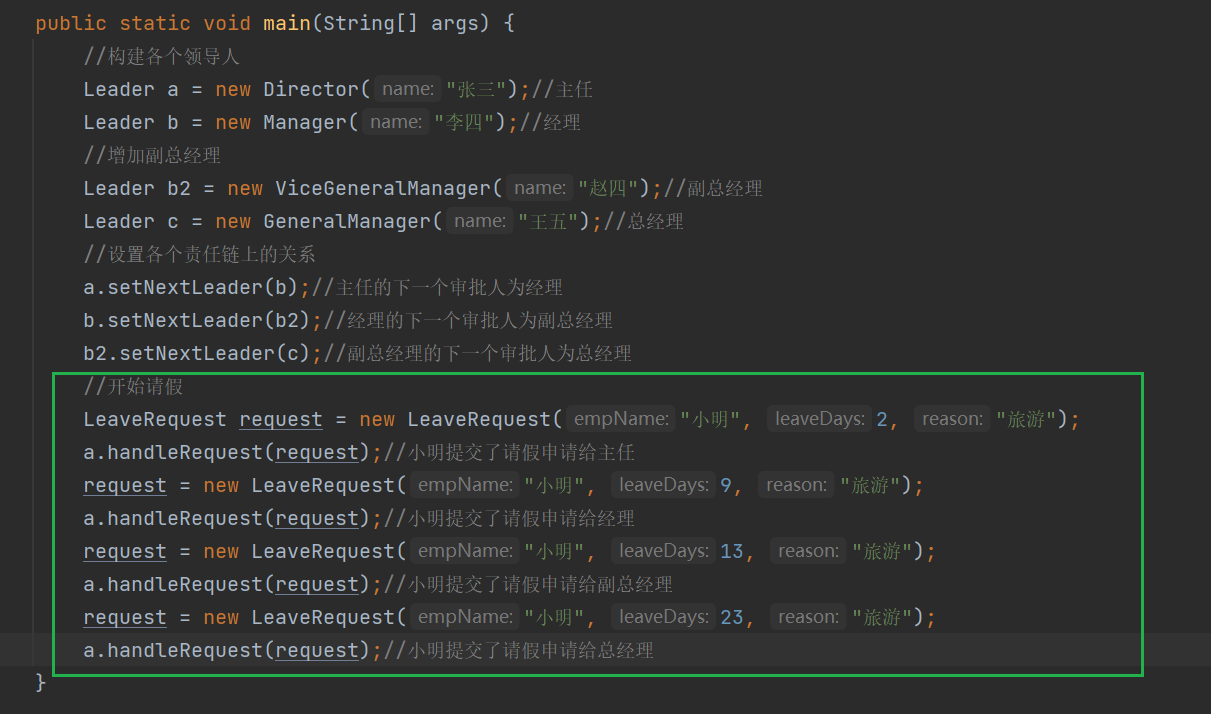 public static void main(String[] args) {
//构建各个领导人
Leader a = new Director( name: "张三");//主任
Leader b = new Manager( name: "李四");//经理
//增加副总经理
Leader b2 = new ViceGeneralManager( name: "赵四");//副总经理
Leader c = new GeneralManager( name: "王五");//总经理
//设置各个责任链上的关系
a.setNextLeader(b);//主任的下一个审批人为经理
b.setNextLeader(b2);//经理的下一个审批人为副总经理
b2.setNextLeader(c);//副总经理的下一个审批人为总经理
//开始请假
LeaveRequest request = new LeaveRequest( empName: "小明", leaveDays: 2, reason: "旅游");
a.handleRequest(request);//小明提交了请假申请给主任
request = new LeaveRequest( empName: "小明", leaveDays: 9, reason: "旅游");
a.handleRequest(request);//小明提交了请假申请给经理
request = new LeaveRequest( empName: "小明", leaveDays: 13, reason: "旅游");
a.handleRequest(request);//小明提交了请假申请给副总经理
request = new LeaveRequest( empName: "小明", leaveDays: 23, reason: "旅游");
a.handleRequest(request);//小明提交了请假申请给总经理
}